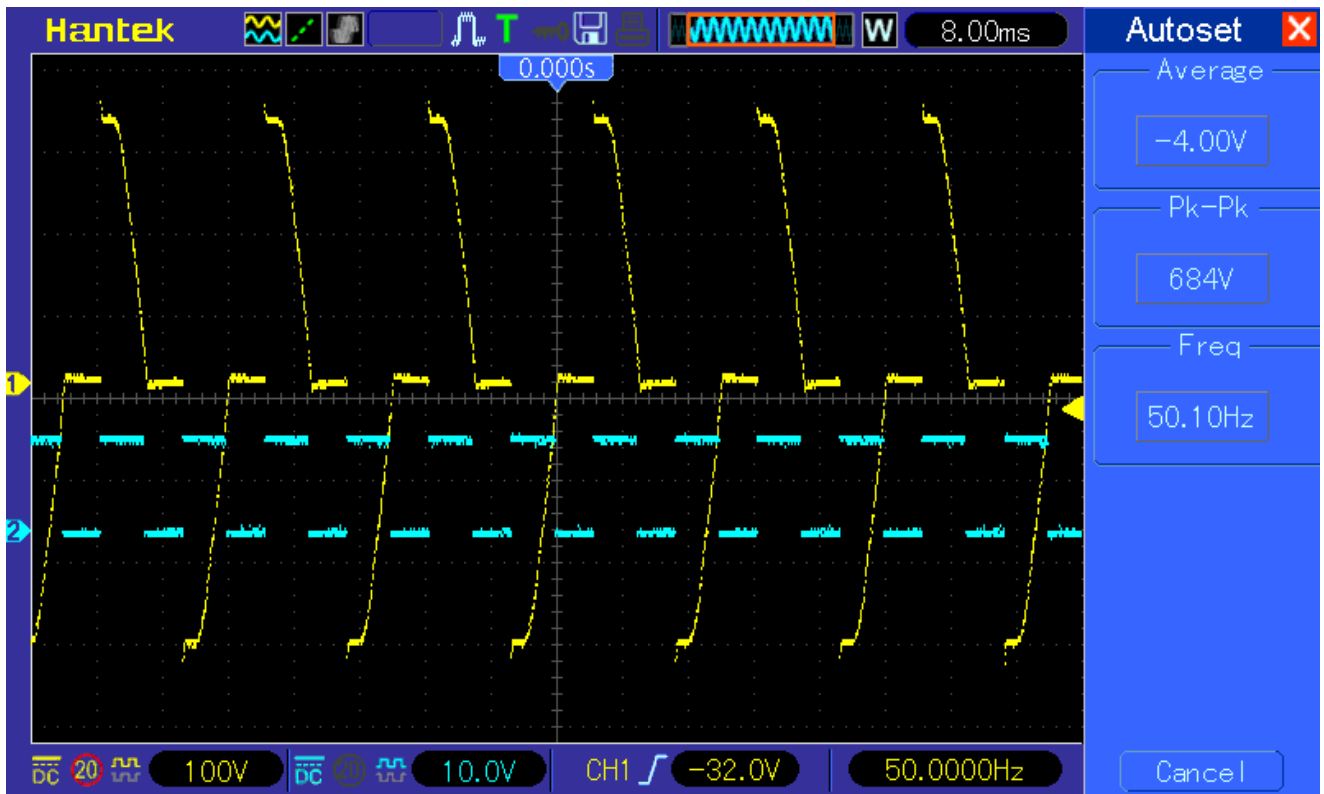 Hantek
T
W
8.00ms
Autoset
0.000s
Average
-4.00V
Pk-Pk
684V
Freq
50.10Hz
1
2
DC 20 100V
DC 20 10.0V
CH1 -32.0V
50.0000Hz
Cancel